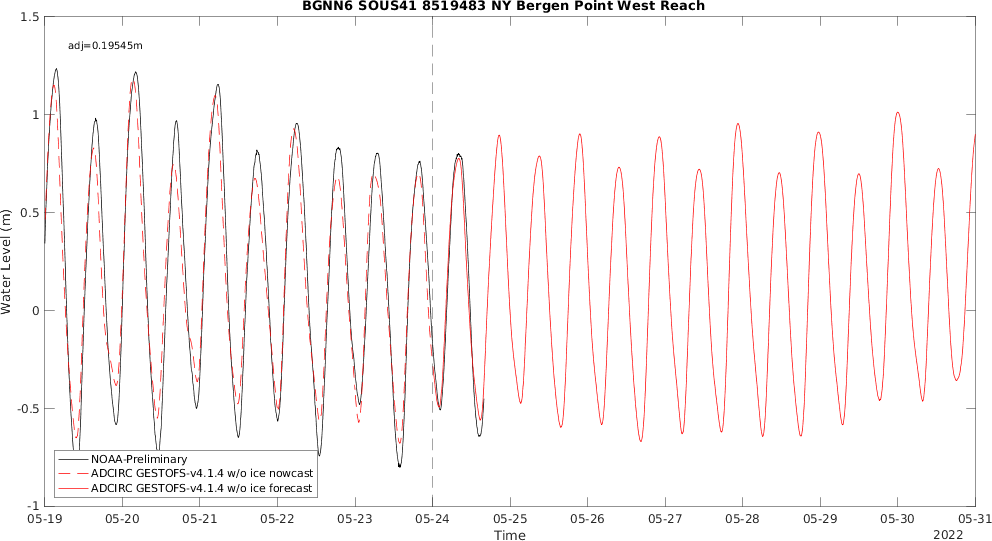 BGNN6 SOUS41 8519483 NY Bergen Point West Reach
adj=0.19545m
1.5
1
0.5
0
-0.5
-1
Water Level (m)
NOAA-Preliminary
ADCIRC GESTOFS-v4.1.4 w/o ice nowcast
ADCIRC GESTOFS-v4.1.4 w/o ice forecast
05-19 05-20 05-21 05-22 05-23 05-24 05-25 05-26 05-27 05-28 05-29 05-30 05-31
Time
2022